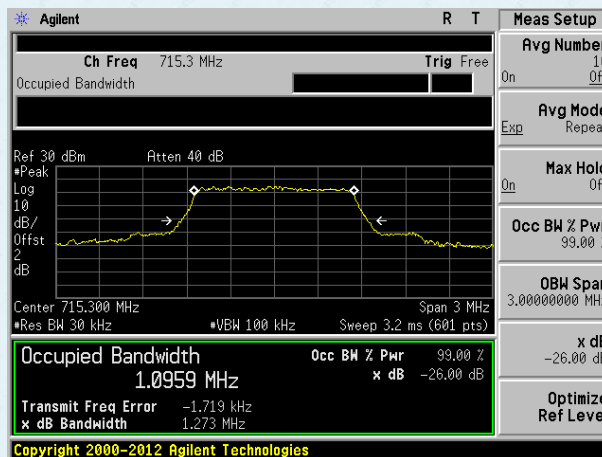 Agilent R T Meas Setup
Ch Freq 715.3 MHz Trig Free
Occupied Bandwidth
Ref 30 dBm Atten 40 dB
#Peak
Log
10
dB/
Offst
2
dB
Center 715.300 MHz Span 3 MHz
#Res BW 30 kHz #VBW 100 kHz Sweep 3.2 ms (601 pts)
Occupied Bandwidth Occ BW % Pwr 99.00 %
1.0959 MHz x dB -26.00 dB
Transmit Freq Error -1.719 kHz
x dB Bandwidth 1.273 MHz
Copyright 2000-2012 Agilent Technologies
Avg Number
On
Avg Mode
Exp Repea
Max Hold
On Of
Occ BW % Pwr
99.00
OBW Span
3.00000000 MH
x dB
-26.00 dB
Optimize
Ref Level